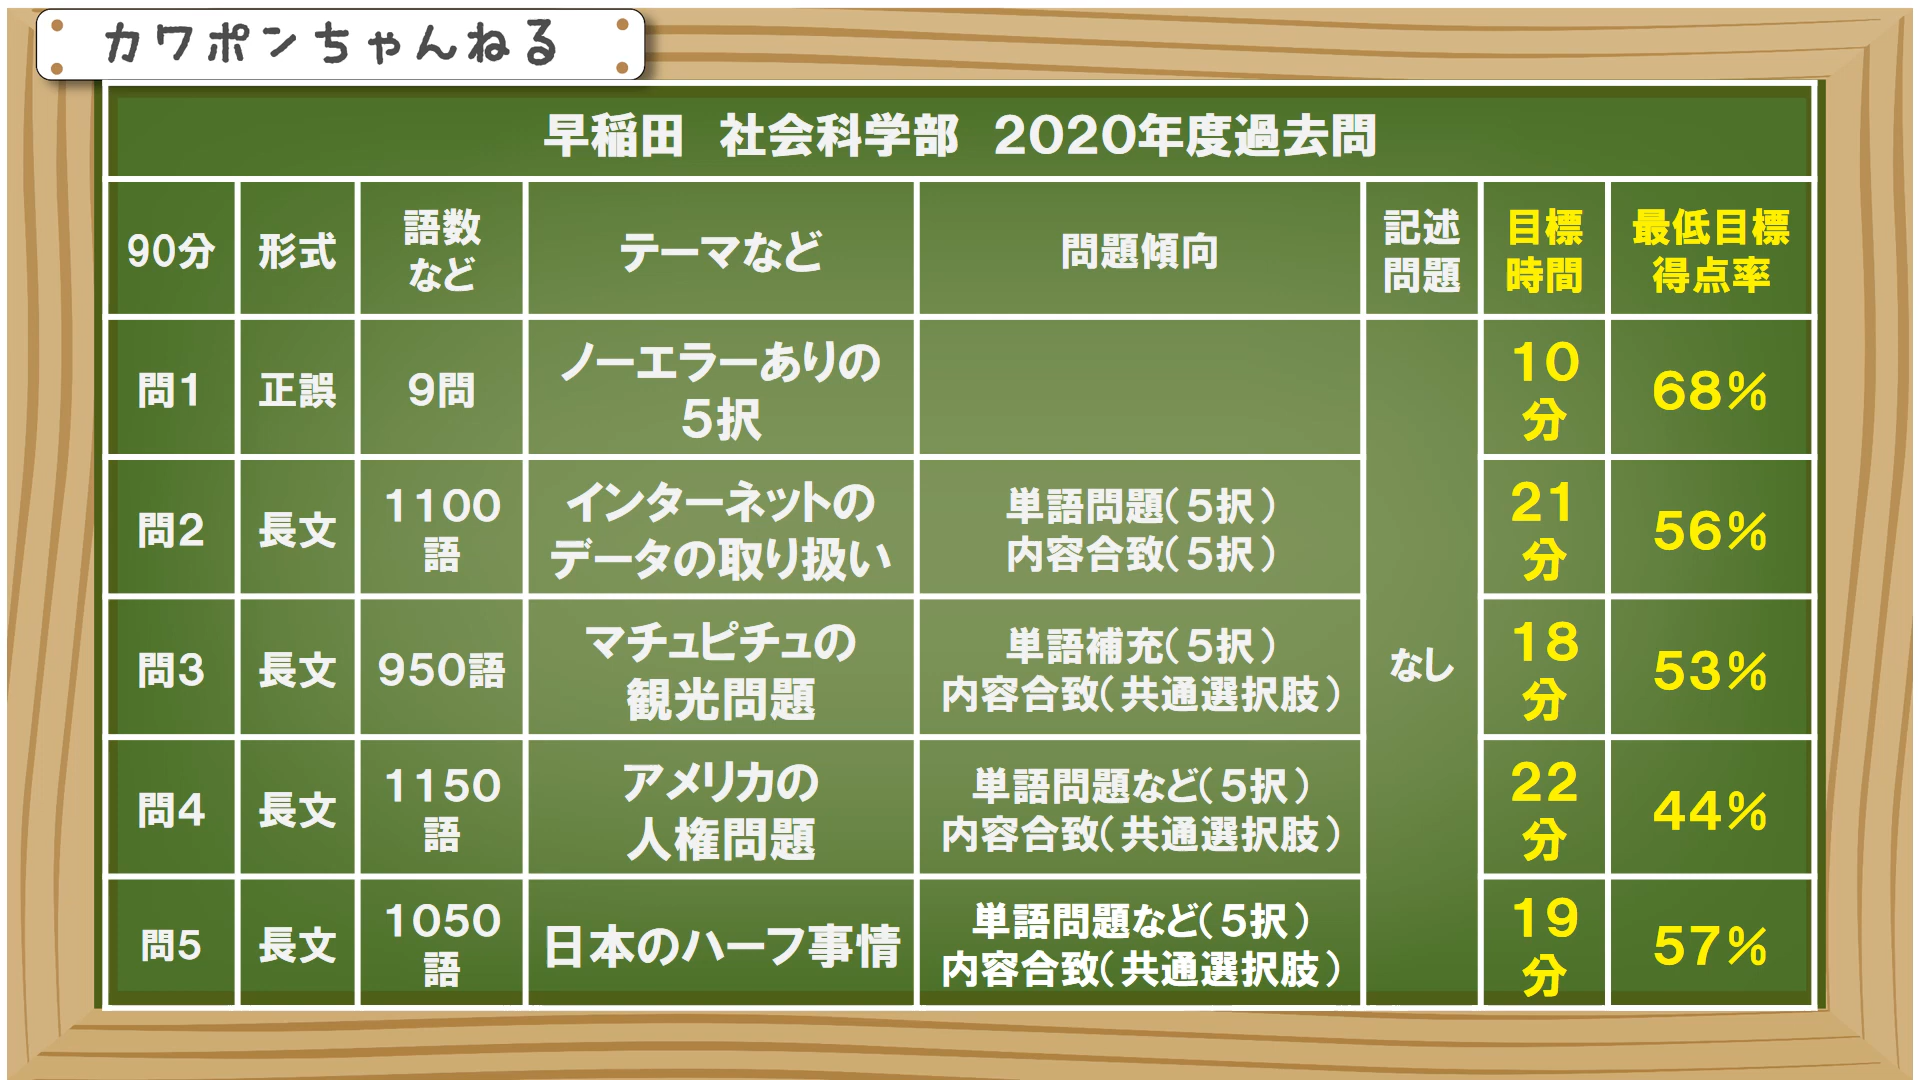 カワポンちゃんねる
早稲田 社会科学部 2020年度過去問
90分
形式
語数
など
テーマなど
問題傾向
記述
問題
目標
時間
最低目標
得点率
問1
正誤
9問
ノーエラーありの
5択
10
分
68%
問2
長文
1100
語
インターネットの
データの取り扱い
単語問題(5択)
内容合致(5択)
21
分
56%
問3
長文
950語
マチュピチュの
観光問題
単語補充(5択)
内容合致(共通選択肢)
なし
18
分
53%
問4
長文
1150
語
アメリカの
人権問題
単語問題など(5択)
内容合致(共通選択肢)
22
分
44%
問5
長文
1050
語
日本のハーフ事情
単語問題など(5択)
内容合致(共通選択肢)
19
分
57%